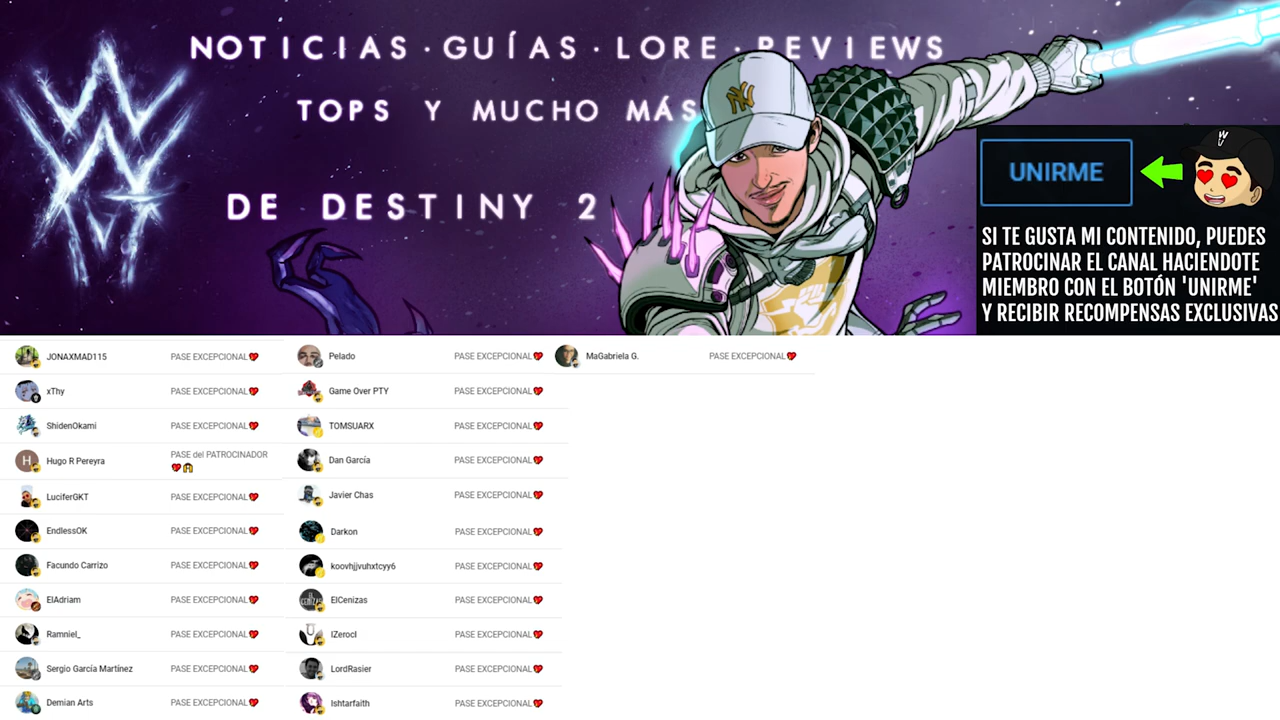 NOTICIAS · GUÍAS · LORE · REVIEWS
TOPS Y MUCHO MÁS
DE DESTINY 2
UNIRME
SI TE GUSTA MI CONTENIDO, PUEDES
PATROCINAR EL CANAL HACIENDOTE
MIEMBRO CON EL BOTÓN 'UNIRME'
Y RECIBIR RECOMPENSAS EXCLUSIVAS
JONAXMAD115 PASE EXCEPCIONAL
xThy PASE EXCEPCIONAL
ShidenOkami PASE EXCEPCIONAL
H Hugo R Pereyra PASE del PATROCINADOR
LuciferGKT PASE EXCEPCIONAL
EndlessOK PASE EXCEPCIONAL
Facundo Carrizo PASE EXCEPCIONAL
ElAdriam PASE EXCEPCIONAL
Ramniel_ PASE EXCEPCIONAL
Sergio García Martínez PASE EXCEPCIONAL
Demian Arts PASE EXCEPCIONAL
Pelado PASE EXCEPCIONAL
Game Over PTY PASE EXCEPCIONAL
TOMSUARX PASE EXCEPCIONAL
Dan García PASE EXCEPCIONAL
Javier Chas PASE EXCEPCIONAL
Darkon PASE EXCEPCIONAL
koovhjjvuhxtcyy6 PASE EXCEPCIONAL
ElCenizas PASE EXCEPCIONAL
IZerocI PASE EXCEPCIONAL
LordRasier PASE EXCEPCIONAL
Ishtarfaith PASE EXCEPCIONAL
MaGabriela G. PASE EXCEPCIONAL